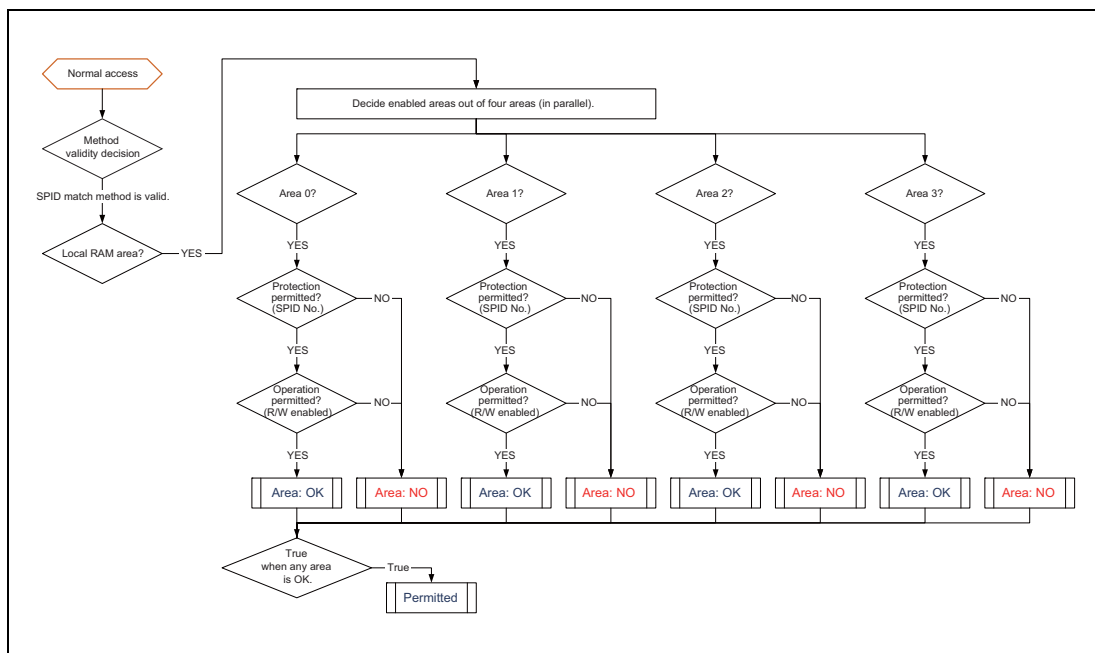 Normal access
Decide enabled areas out of four areas (in parallel).
Method
validity decision
SPID match method is valid.
Local RAM area?
YES
Area 0?
Area 1?
Area 2?
Area 3?
YES
YES
YES
YES
Protection
permitted?
(SPID No.)
NO
Protection
permitted?
(SPID No.)
NO
Protection
permitted?
(SPID No.)
NO
Protection
permitted?
(SPID No.)
NO
YES
YES
YES
YES
Operation
permitted?
(R/W enabled)
NO
Operation
permitted?
(R/W enabled)
NO
Operation
permitted?
(R/W enabled)
NO
Operation
permitted?
(R/W enabled)
NO
YES
YES
YES
YES
Area: OK
Area: NO
Area: OK
Area: NO
Area: OK
Area: NO
Area: OK
Area: NO
True
when any area
is OK.
True
Permitted